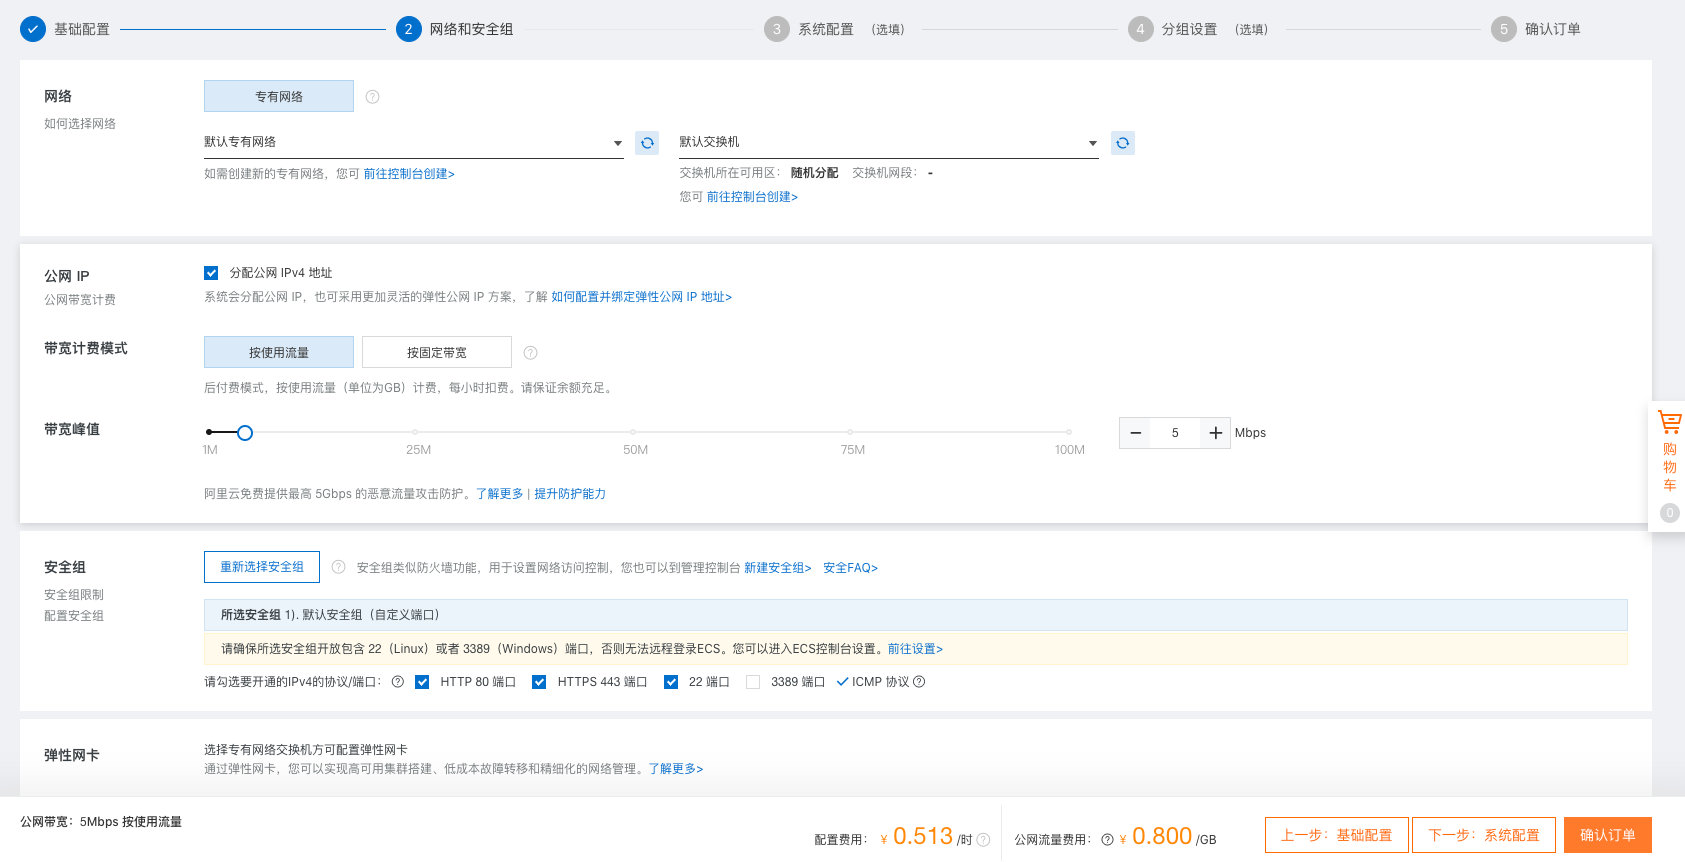 基础配置
2 网络和安全组
3 系统配置 (选填)
4 分组设置 (选填)
5 确认订单
网络
如何选择网络
专有网络 ?
默认专有网络
默认交换机
如需创建新的专有网络，您可 前往控制台创建>
交换机所在可用区： 随机分配 交换机网段： -
您可 前往控制台创建>
公网 IP
公网带宽计费
分配公网 IPv4 地址
系统会分配公网 IP，也可采用更加灵活的弹性公网 IP 方案，了解 如何配置并绑定弹性公网 IP 地址>
带宽计费模式
按使用流量
按固定带宽 ?
后付费模式，按使用流量（单位为GB）计费，每小时扣费。请保证余额充足。
带宽峰值
1M 25M 50M 75M 100M
− 5 + Mbps
阿里云免费提供最高 5Gbps 的恶意流量攻击防护。了解更多 | 提升防护能力
购
物
车
0
安全组
安全组限制
配置安全组
重新选择安全组 ? 安全组类似防火墙功能，用于设置网络访问控制，您也可以到管理控制台 新建安全组> 安全FAQ>
所选安全组 1). 默认安全组（自定义端口）
请确保所选安全组开放包含 22（Linux）或者 3389（Windows）端口，否则无法远程登录ECS。您可以进入ECS控制台设置。前往设置>
请勾选要开通的IPv4的协议/端口： ? HTTP 80 端口 HTTPS 443 端口 22 端口 3389 端口 ICMP 协议 ?
弹性网卡
选择专有网络交换机方可配置弹性网卡
通过弹性网卡，您可以实现高可用集群搭建、低成本故障转移和精细化的网络管理。了解更多>
公网带宽：5Mbps 按使用流量
配置费用： ¥ 0.513 /时 ?
公网流量费用： ? ¥ 0.800 /GB
上一步：基础配置
下一步：系统配置
确认订单